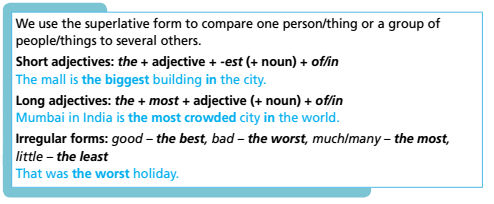 We use the superlative form to compare one person/thing or a group of
people/things to several others.
Short adjectives: the + adjective + -est (+ noun) + of/in
The mall is the biggest building in the city.
Long adjectives: the + most + adjective (+ noun) + of/in
Mumbai in India is the most crowded city in the world.
Irregular forms: good – the best, bad – the worst, much/many – the most,
little – the least
That was the worst holiday.